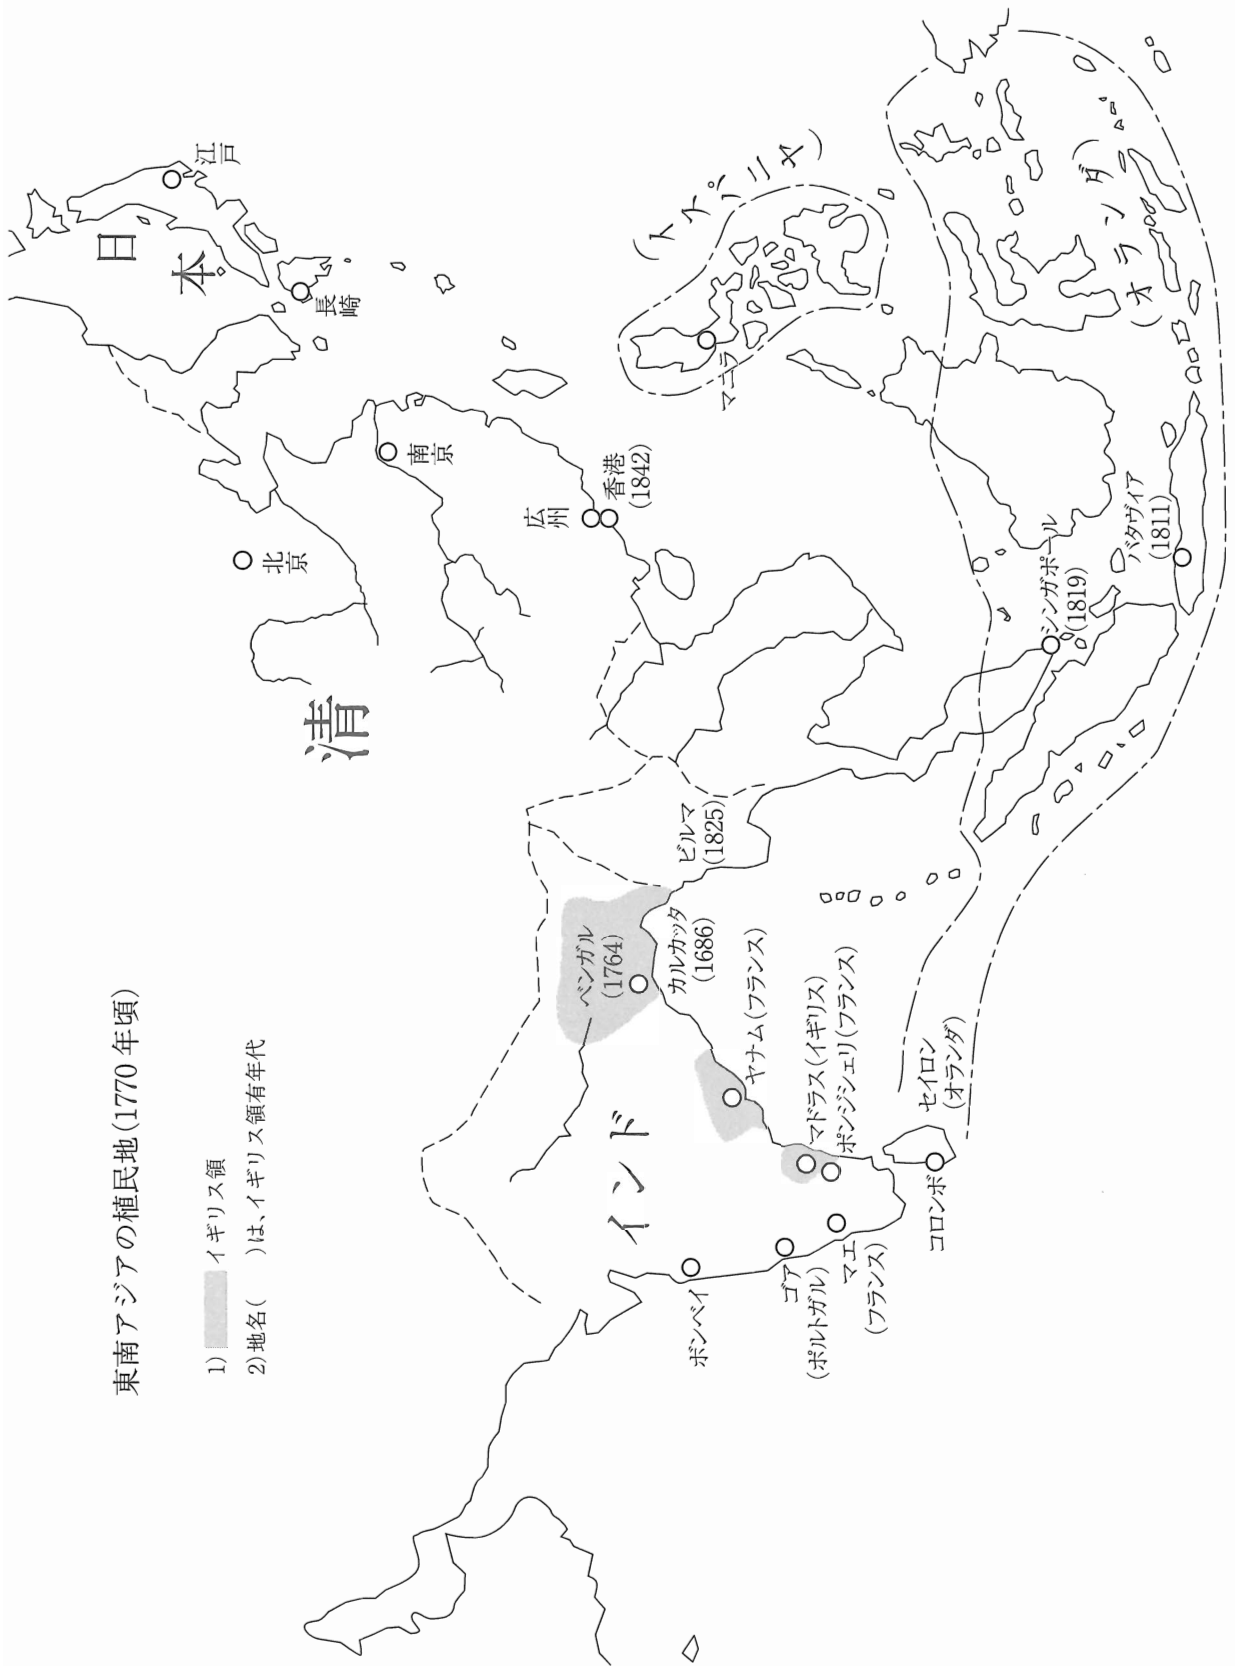 東南アジアの植民地(1770年頃)
1) イギリス領
2)地名(　　)は、イギリス領有年代
日本
江戸
長崎
清
北京
南京
広州
香港
(1842)
(イスパニヤ)
マニラ
ビルマ
(1825)
ベンガル
(1764)
カルカッタ
(1686)
インド
ヤナム(フランス)
マドラス(イギリス)
ポンジシェリ(フランス)
ボンベイ
ゴア
(ポルトガル)
マエ
(フランス)
セイロン
(オランダ)
コロンボ
シンガポール
(1819)
バタヴィア
(1811)
(オランダ)